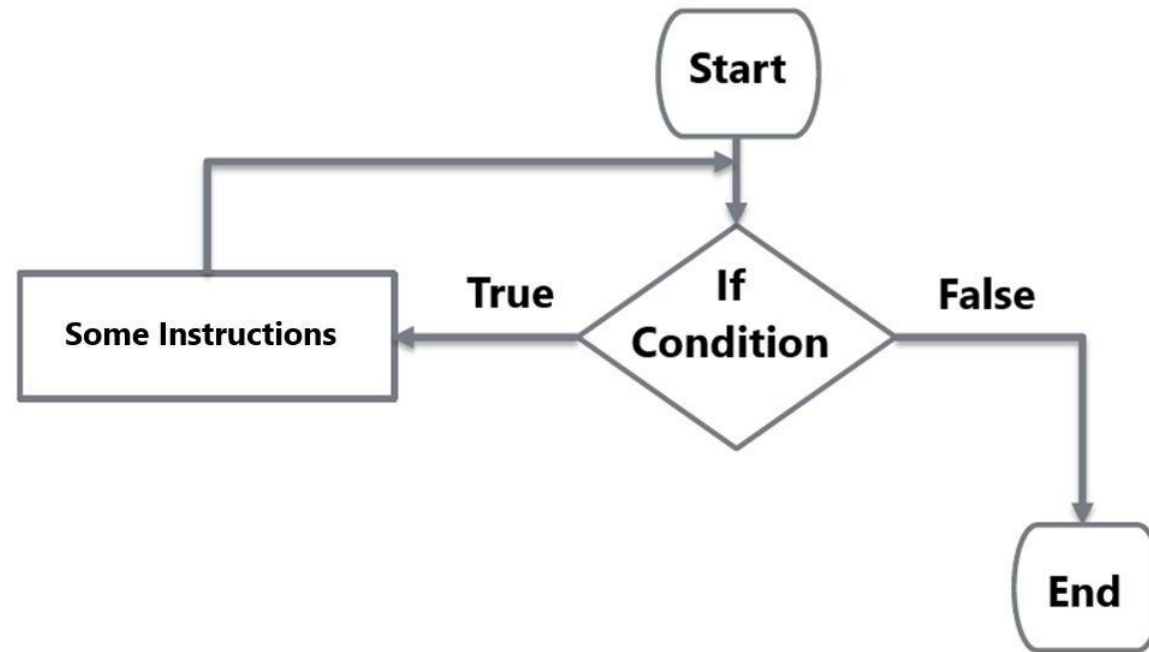 Start
If
Condition
True
False
Some Instructions
End